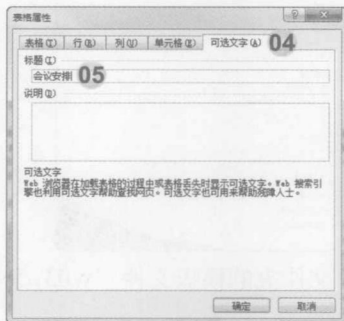 表格属性
表格(T) 行(R) 列(U) 单元格(E) 可选文字(A) 04
标题(T)
会议安排 05
说明(D)
可选文字
Web 浏览器在加载表格的过程中或表格丢失时显示可选文字。Web 搜索引
擎也利用可选文字帮助查找网页。可选文字也可用来帮助残障人士。
确定 取消